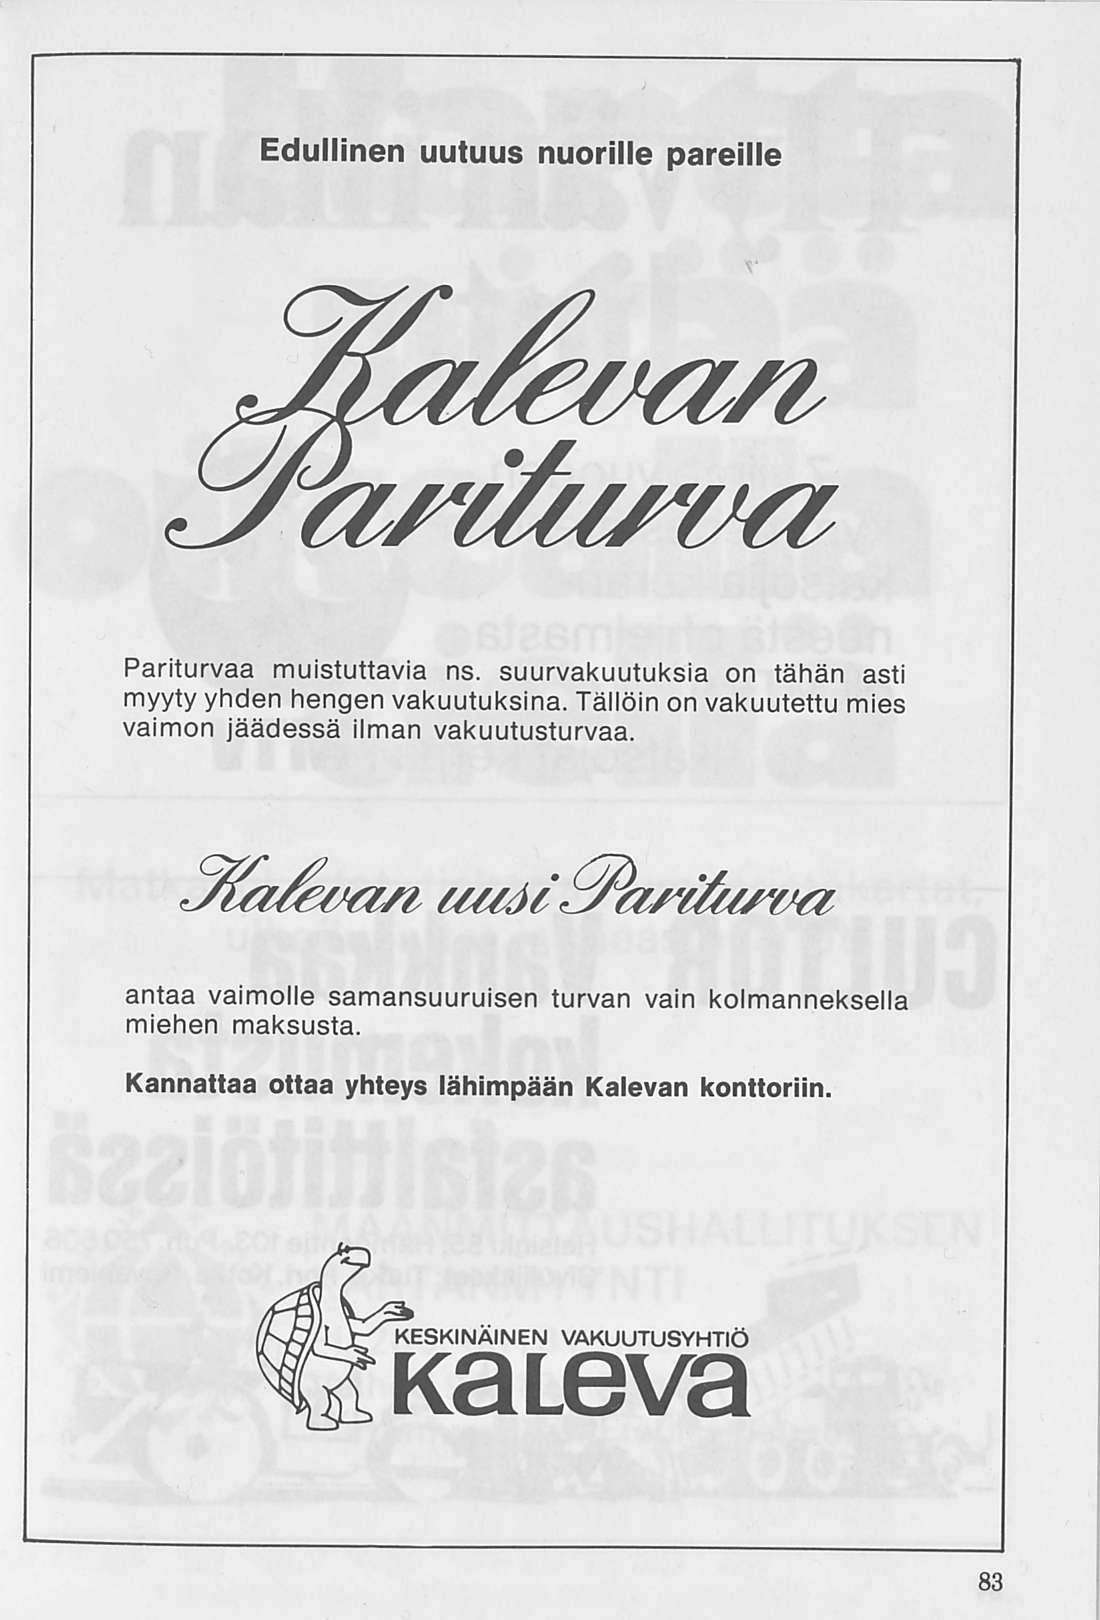 Edullinen uutuus nuorille pareille
Kalevan
Pariturva
Pariturvaa muistuttavia ns. suurvakuutuksia on tähän asti
myyty yhden hengen vakuutuksina. Tällöin on vakuutettu mies
vaimon jäädessä ilman vakuutusturvaa.
Kalevan uusi Pariturva
antaa vaimolle samansuuruisen turvan vain kolmanneksella
miehen maksusta.
Kannattaa ottaa yhteys lähimpään Kalevan konttoriin.
KESKINÄINEN VAKUUTUSYHTIÖ
KaLeva
83